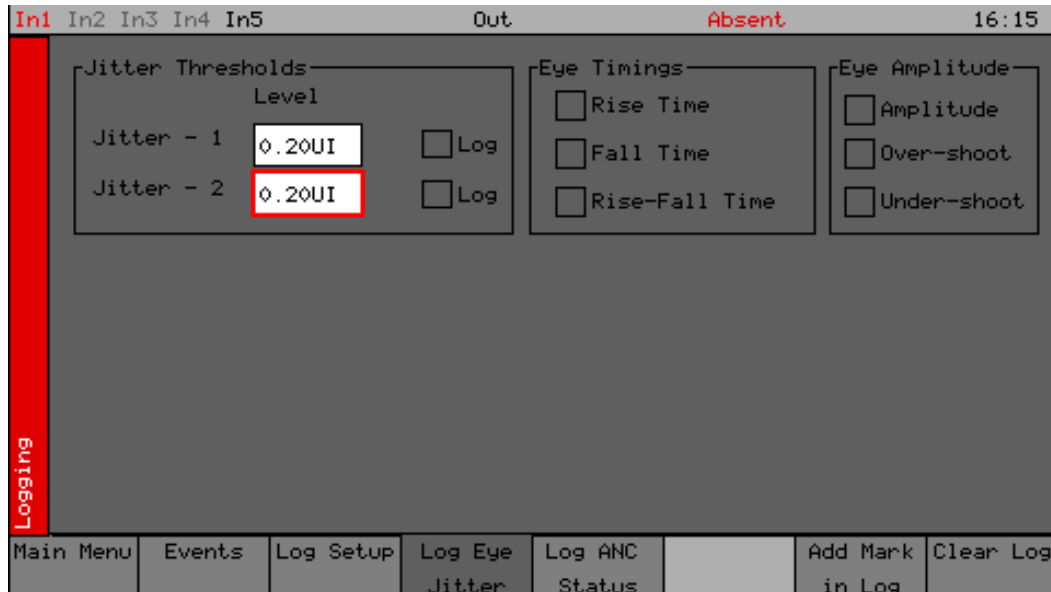 In1 In2 In3 In4 In5 Out Absent 16:15
Jitter Thresholds
Level
Jitter - 1 0.20UI Log
Jitter - 2 0.20UI Log
Eye Timings
Rise Time
Fall Time
Rise-Fall Time
Eye Amplitude
Amplitude
Over-shoot
Under-shoot
Logging
Main Menu
Events
Log Setup
Log Eye
Jitter
Log ANC
Status
Add Mark
in Log
Clear Log